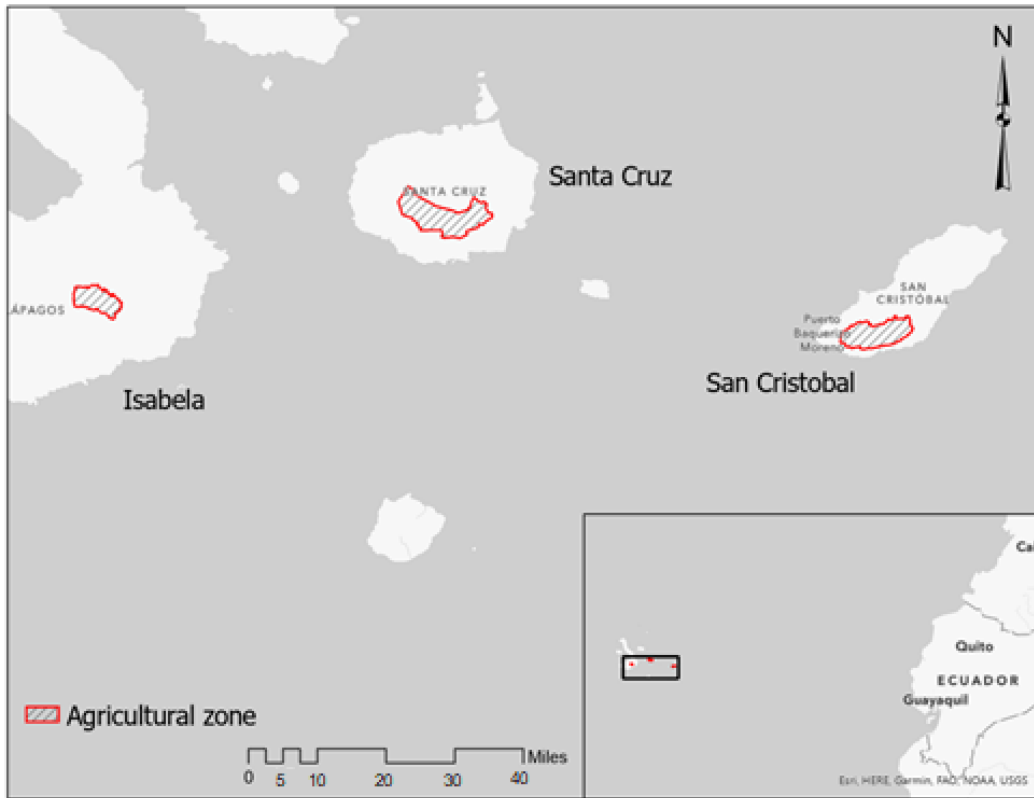 N
Santa Cruz
SANTA CRUZ
SAN
CRISTÓBAL
ÁPAGOS
Puerto
Baquerizo
Moreno
San Cristobal
Isabela
Ca
Quito
ECUADOR
Guayaquil
Agricultural zone
Miles
0 5 10 20 30 40
Esri, HERE, Garmin, FAO, NOAA, USGS